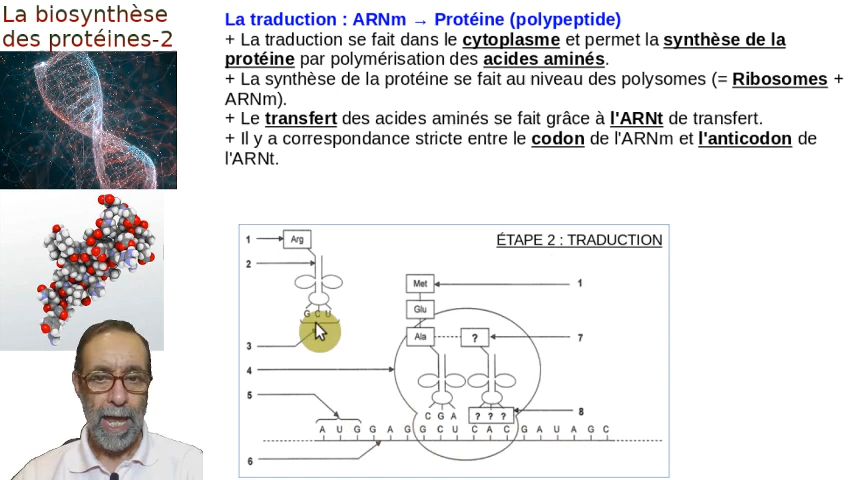 La biosynthèse
des protéines-2
La traduction : ARNm → Protéine (polypeptide)
+ La traduction se fait dans le cytoplasme et permet la synthèse de la
protéine par polymérisation des acides aminés.
+ La synthèse de la protéine se fait au niveau des polysomes (= Ribosomes +
ARNm).
+ Le transfert des acides aminés se fait grâce à l'ARNt de transfert.
+ Il y a correspondance stricte entre le codon de l'ARNm et l'anticodon de
l'ARNt.
ÉTAPE 2 : TRADUCTION
1 Arg
2
Met 1
Glu
G C U
3
Ala ? 7
4
5
C G A ? ? ? 8
A U G G A G G C U C A C G A U A G C
6